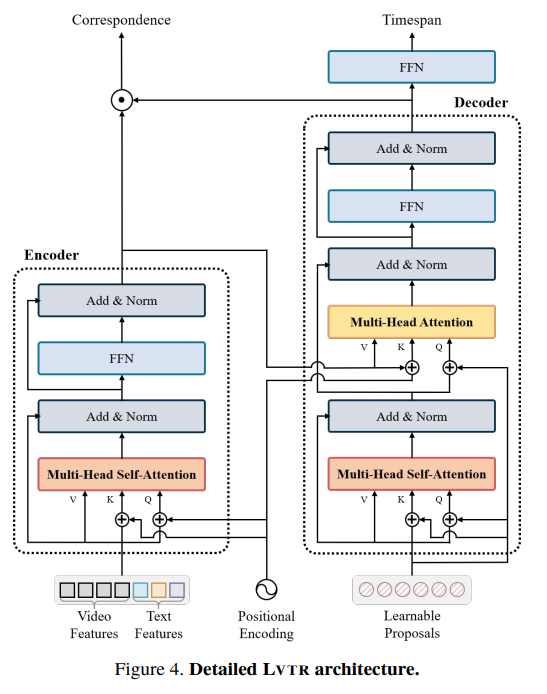 Correspondence
Timespan
FFN
Decoder
Add & Norm
FFN
Add & Norm
Multi-Head Attention
V K Q
Add & Norm
Multi-Head Self-Attention
V K Q
Encoder
Add & Norm
FFN
Add & Norm
Multi-Head Self-Attention
V K Q
Video
Features
Text
Features
Positional
Encoding
Learnable
Proposals
Figure 4. Detailed LVTR architecture.